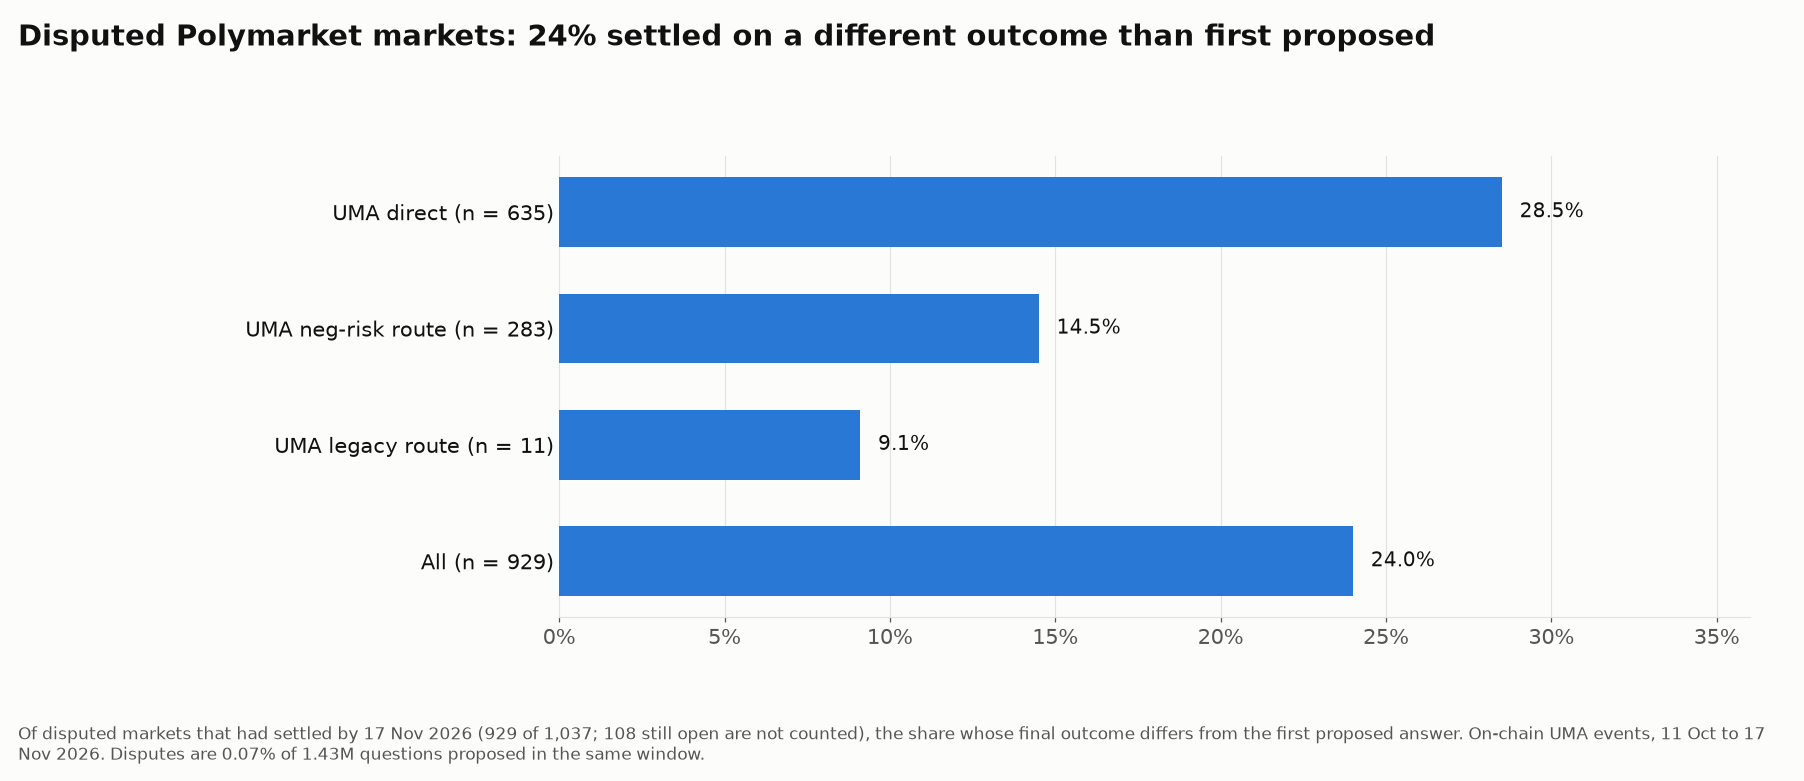 Disputed Polymarket markets: 24% settled on a different outcome than first proposed
UMA direct (n = 635)
28.5%
UMA neg-risk route (n = 283)
14.5%
UMA legacy route (n = 11)
9.1%
All (n = 929)
24.0%
0%
5%
10%
15%
20%
25%
30%
35%
Of disputed markets that had settled by 17 Nov 2026 (929 of 1,037; 108 still open are not counted), the share whose final outcome differs from the first proposed answer. On-chain UMA events, 11 Oct to 17
Nov 2026. Disputes are 0.07% of 1.43M questions proposed in the same window.